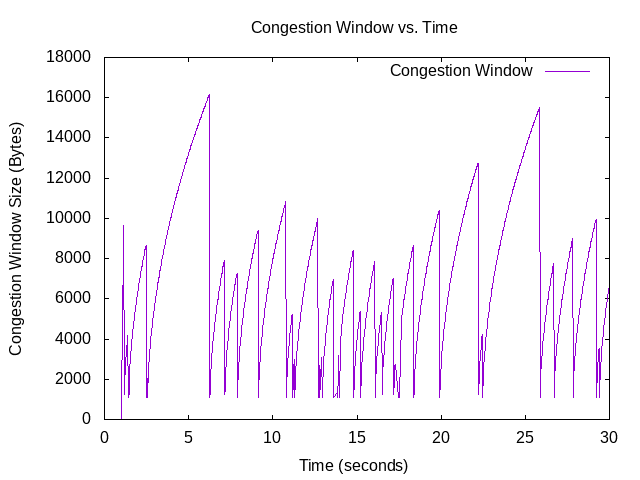 Congestion Window vs. Time
18000
16000
14000
12000
10000
8000
6000
4000
2000
0
Congestion Window Size (Bytes)
Congestion Window
0 5 10 15 20 25 30
Time (seconds)